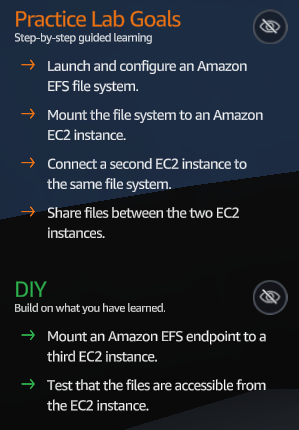 Practice Lab Goals
Step-by-step guided learning
→ Launch and configure an Amazon
EFS file system.
→ Mount the file system to an Amazon
EC2 instance.
→ Connect a second EC2 instance to
the same file system.
→ Share files between the two EC2
instances.
DIY
Build on what you have learned.
→ Mount an Amazon EFS endpoint to a
third EC2 instance.
→ Test that the files are accessible from
the EC2 instance.